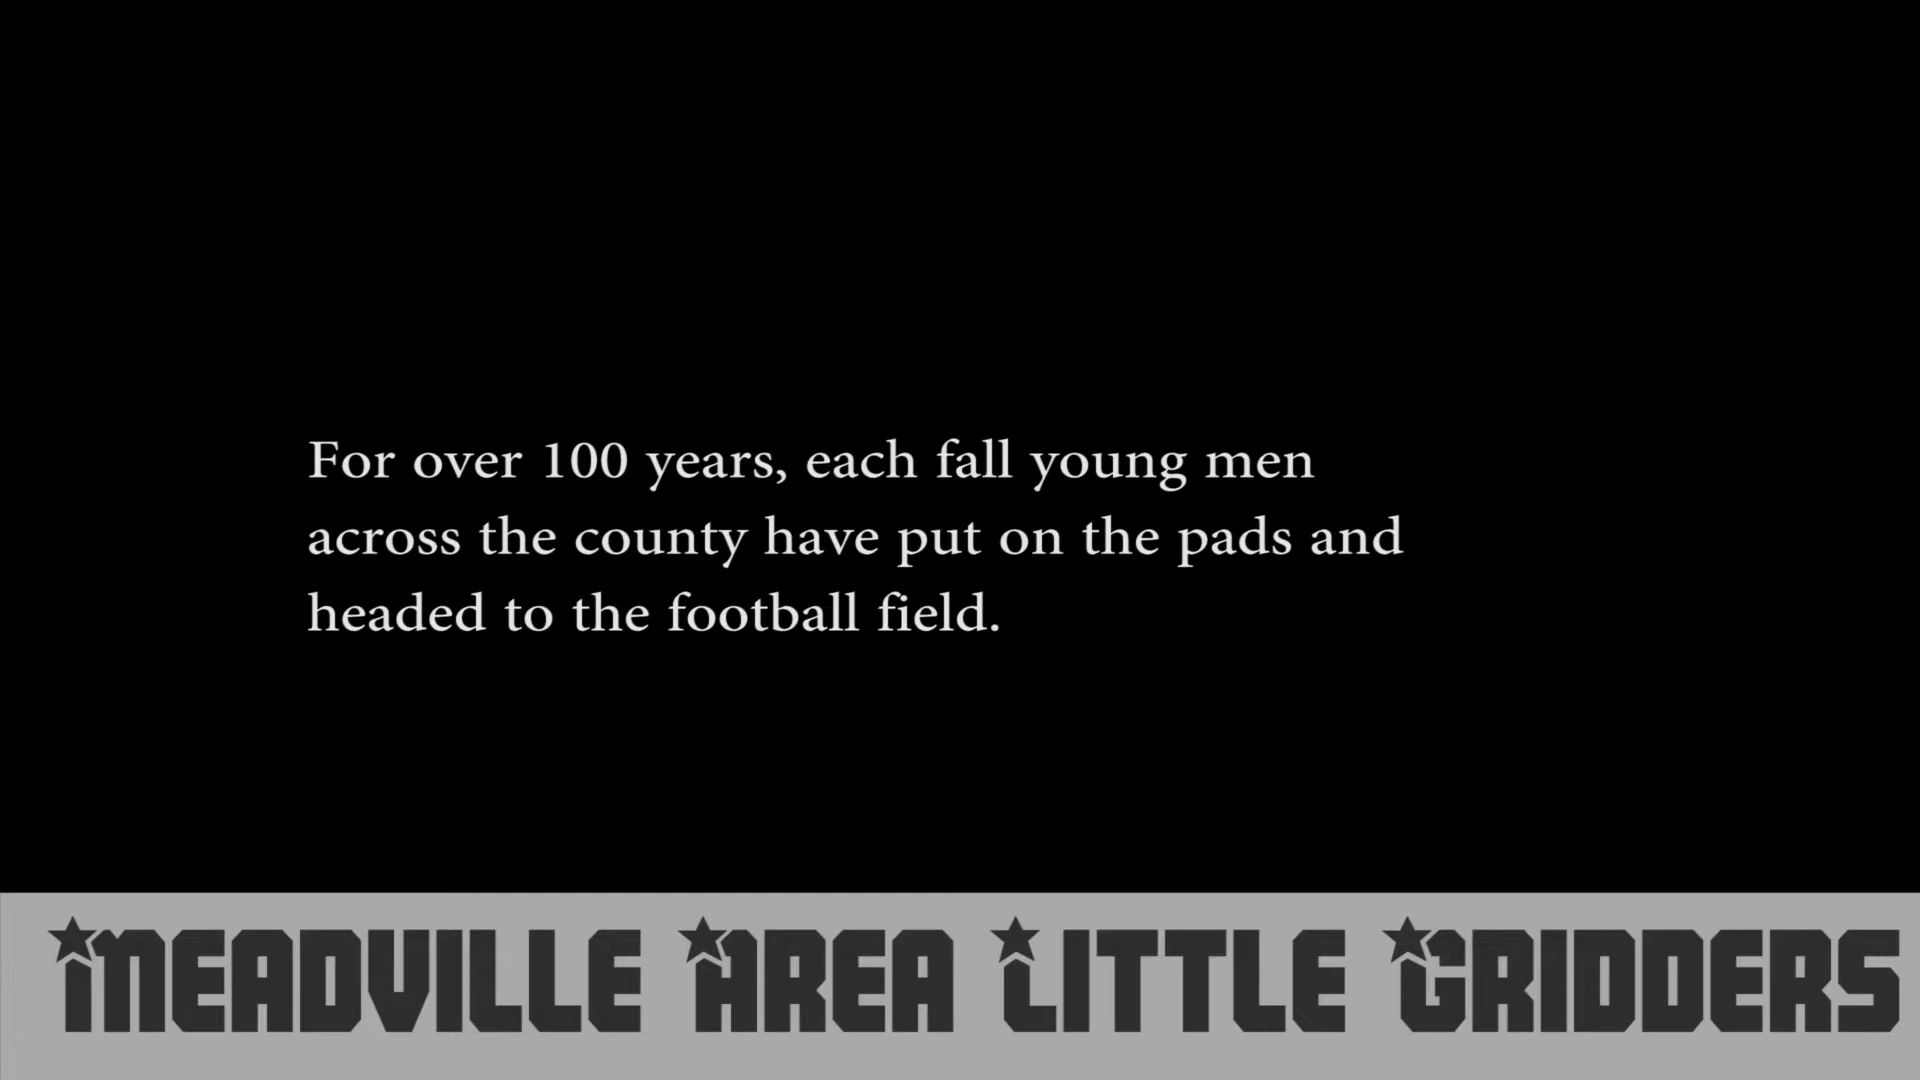 For over 100 years, each fall young men
across the county have put on the pads and
headed to the football field.
MEADVILLE AREA LITTLE GRIDDERS